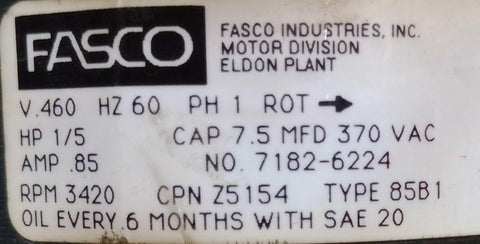 FASCO
FASCO INDUSTRIES, INC.
MOTOR DIVISION
ELDON PLANT
V.460 HZ 60 PH 1 ROT →
HP 1/5 CAP 7.5 MFD 370 VAC
AMP .85 NO. 7182-6224
RPM 3420 CPN Z5154 TYPE 85B1
OIL EVERY 6 MONTHS WITH SAE 20